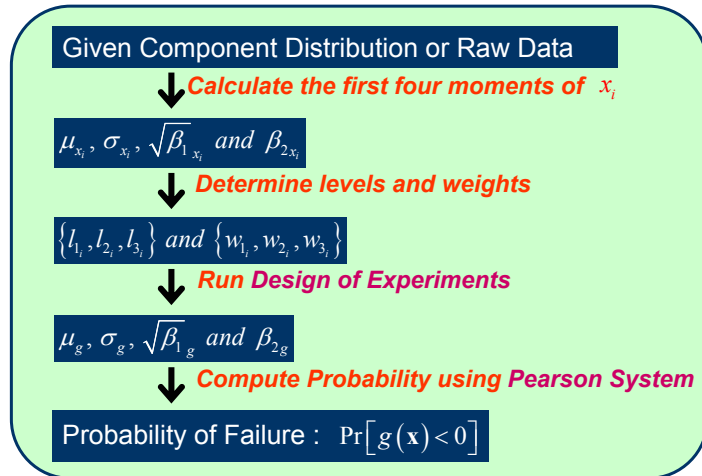 Given Component Distribution or Raw Data
Calculate the first four moments of x_i
μ_{x_i}, σ_{x_i}, √β_{1 x_i} and β_{2x_i}
Determine levels and weights
{l_{1_i}, l_{2_i}, l_{3_i}} and {w_{1_i}, w_{2_i}, w_{3_i}}
Run Design of Experiments
μ_g, σ_g, √β_{1 g} and β_{2g}
Compute Probability using Pearson System
Probability of Failure : Pr[g(x) < 0]